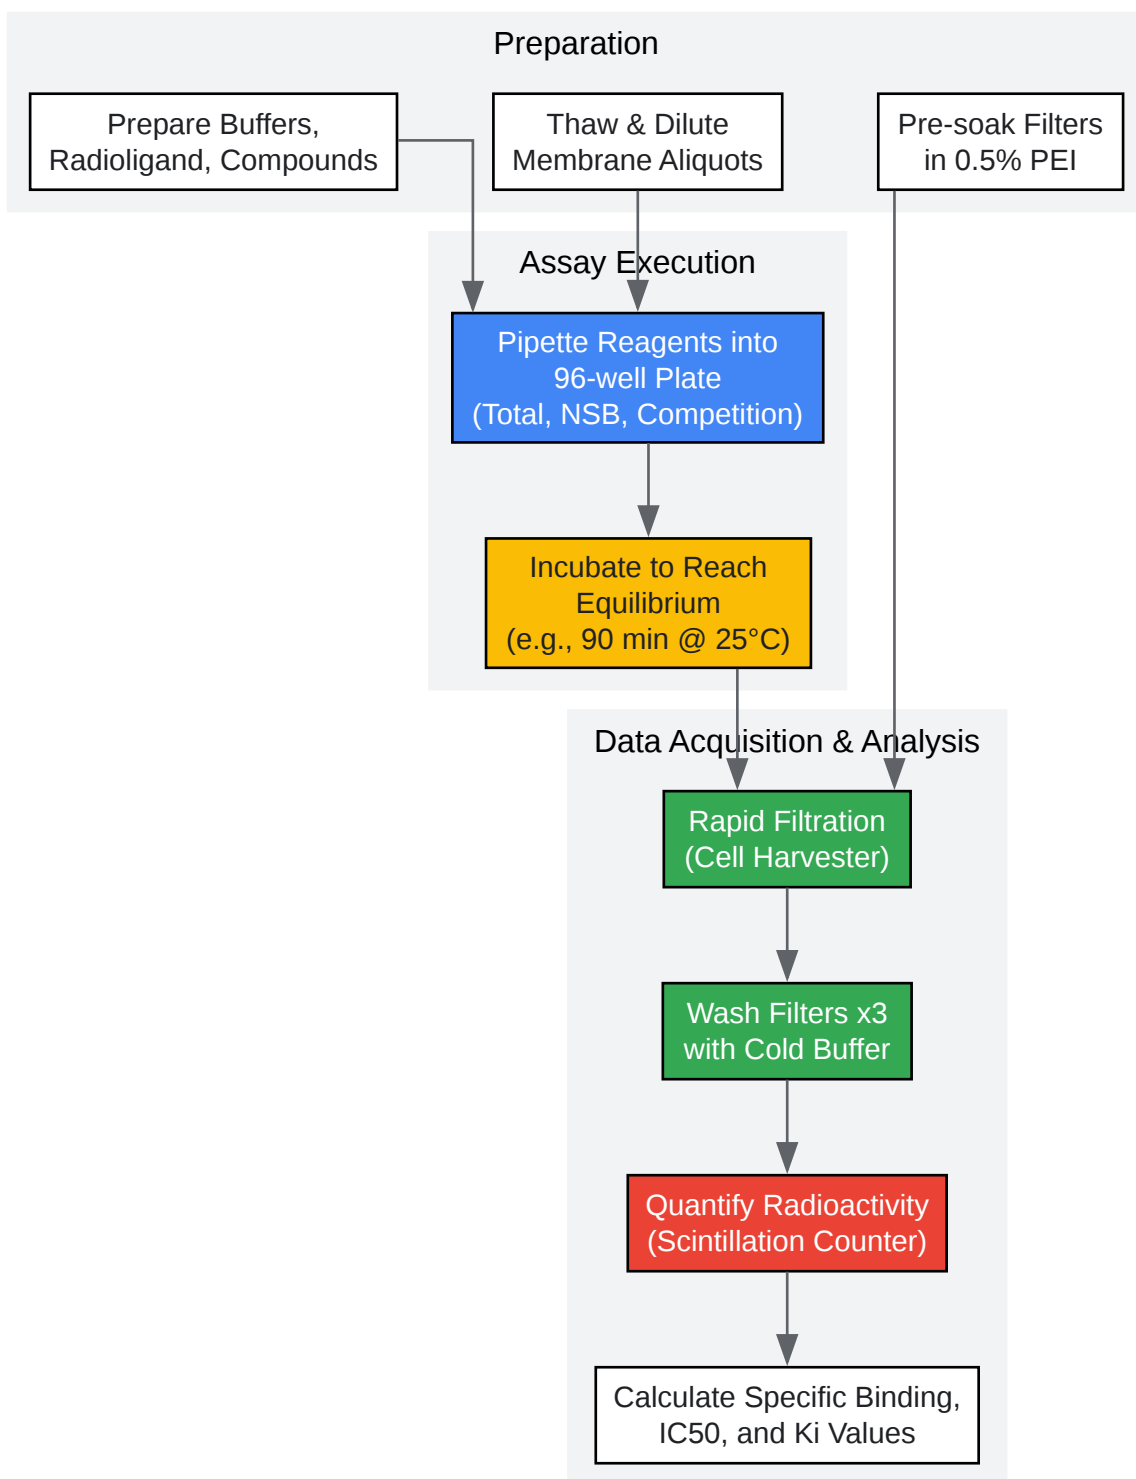 Preparation
Prepare Buffers,
Radioligand, Compounds
Thaw & Dilute
Membrane Aliquots
Pre-soak Filters
in 0.5% PEI
Assay Execution
Pipette Reagents into
96-well Plate
(Total, NSB, Competition)
Incubate to Reach
Equilibrium
(e.g., 90 min @ 25°C)
Data Acquisition & Analysis
Rapid Filtration
(Cell Harvester)
Wash Filters x3
with Cold Buffer
Quantify Radioactivity
(Scintillation Counter)
Calculate Specific Binding,
IC50, and Ki Values